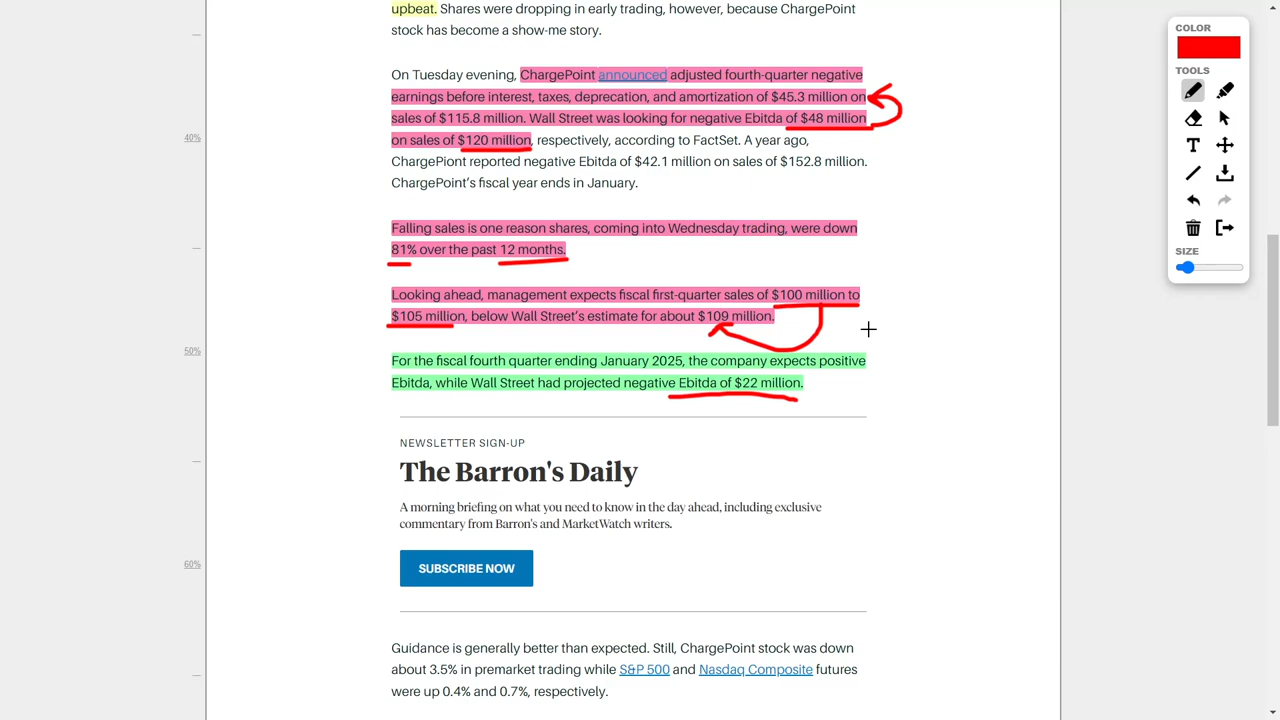 upbeat. Shares were dropping in early trading, however, because ChargePoint
stock has become a show-me story.
On Tuesday evening, ChargePoint announced adjusted fourth-quarter negative
earnings before interest, taxes, deprecation, and amortization of $45.3 million on
sales of $115.8 million. Wall Street was looking for negative Ebitda of $48 million
on sales of $120 million, respectively, according to FactSet. A year ago,
ChargePiont reported negative Ebitda of $42.1 million on sales of $152.8 million.
ChargePoint’s fiscal year ends in January.
Falling sales is one reason shares, coming into Wednesday trading, were down
81% over the past 12 months.
Looking ahead, management expects fiscal first-quarter sales of $100 million to
$105 million, below Wall Street’s estimate for about $109 million.
For the fiscal fourth quarter ending January 2025, the company expects positive
Ebitda, while Wall Street had projected negative Ebitda of $22 million.
NEWSLETTER SIGN-UP
The Barron's Daily
A morning briefing on what you need to know in the day ahead, including exclusive
commentary from Barron's and MarketWatch writers.
SUBSCRIBE NOW
Guidance is generally better than expected. Still, ChargePoint stock was down
about 3.5% in premarket trading while S&P 500 and Nasdaq Composite futures
were up 0.4% and 0.7%, respectively.
40%
50%
60%
COLOR
TOOLS
T
SIZE